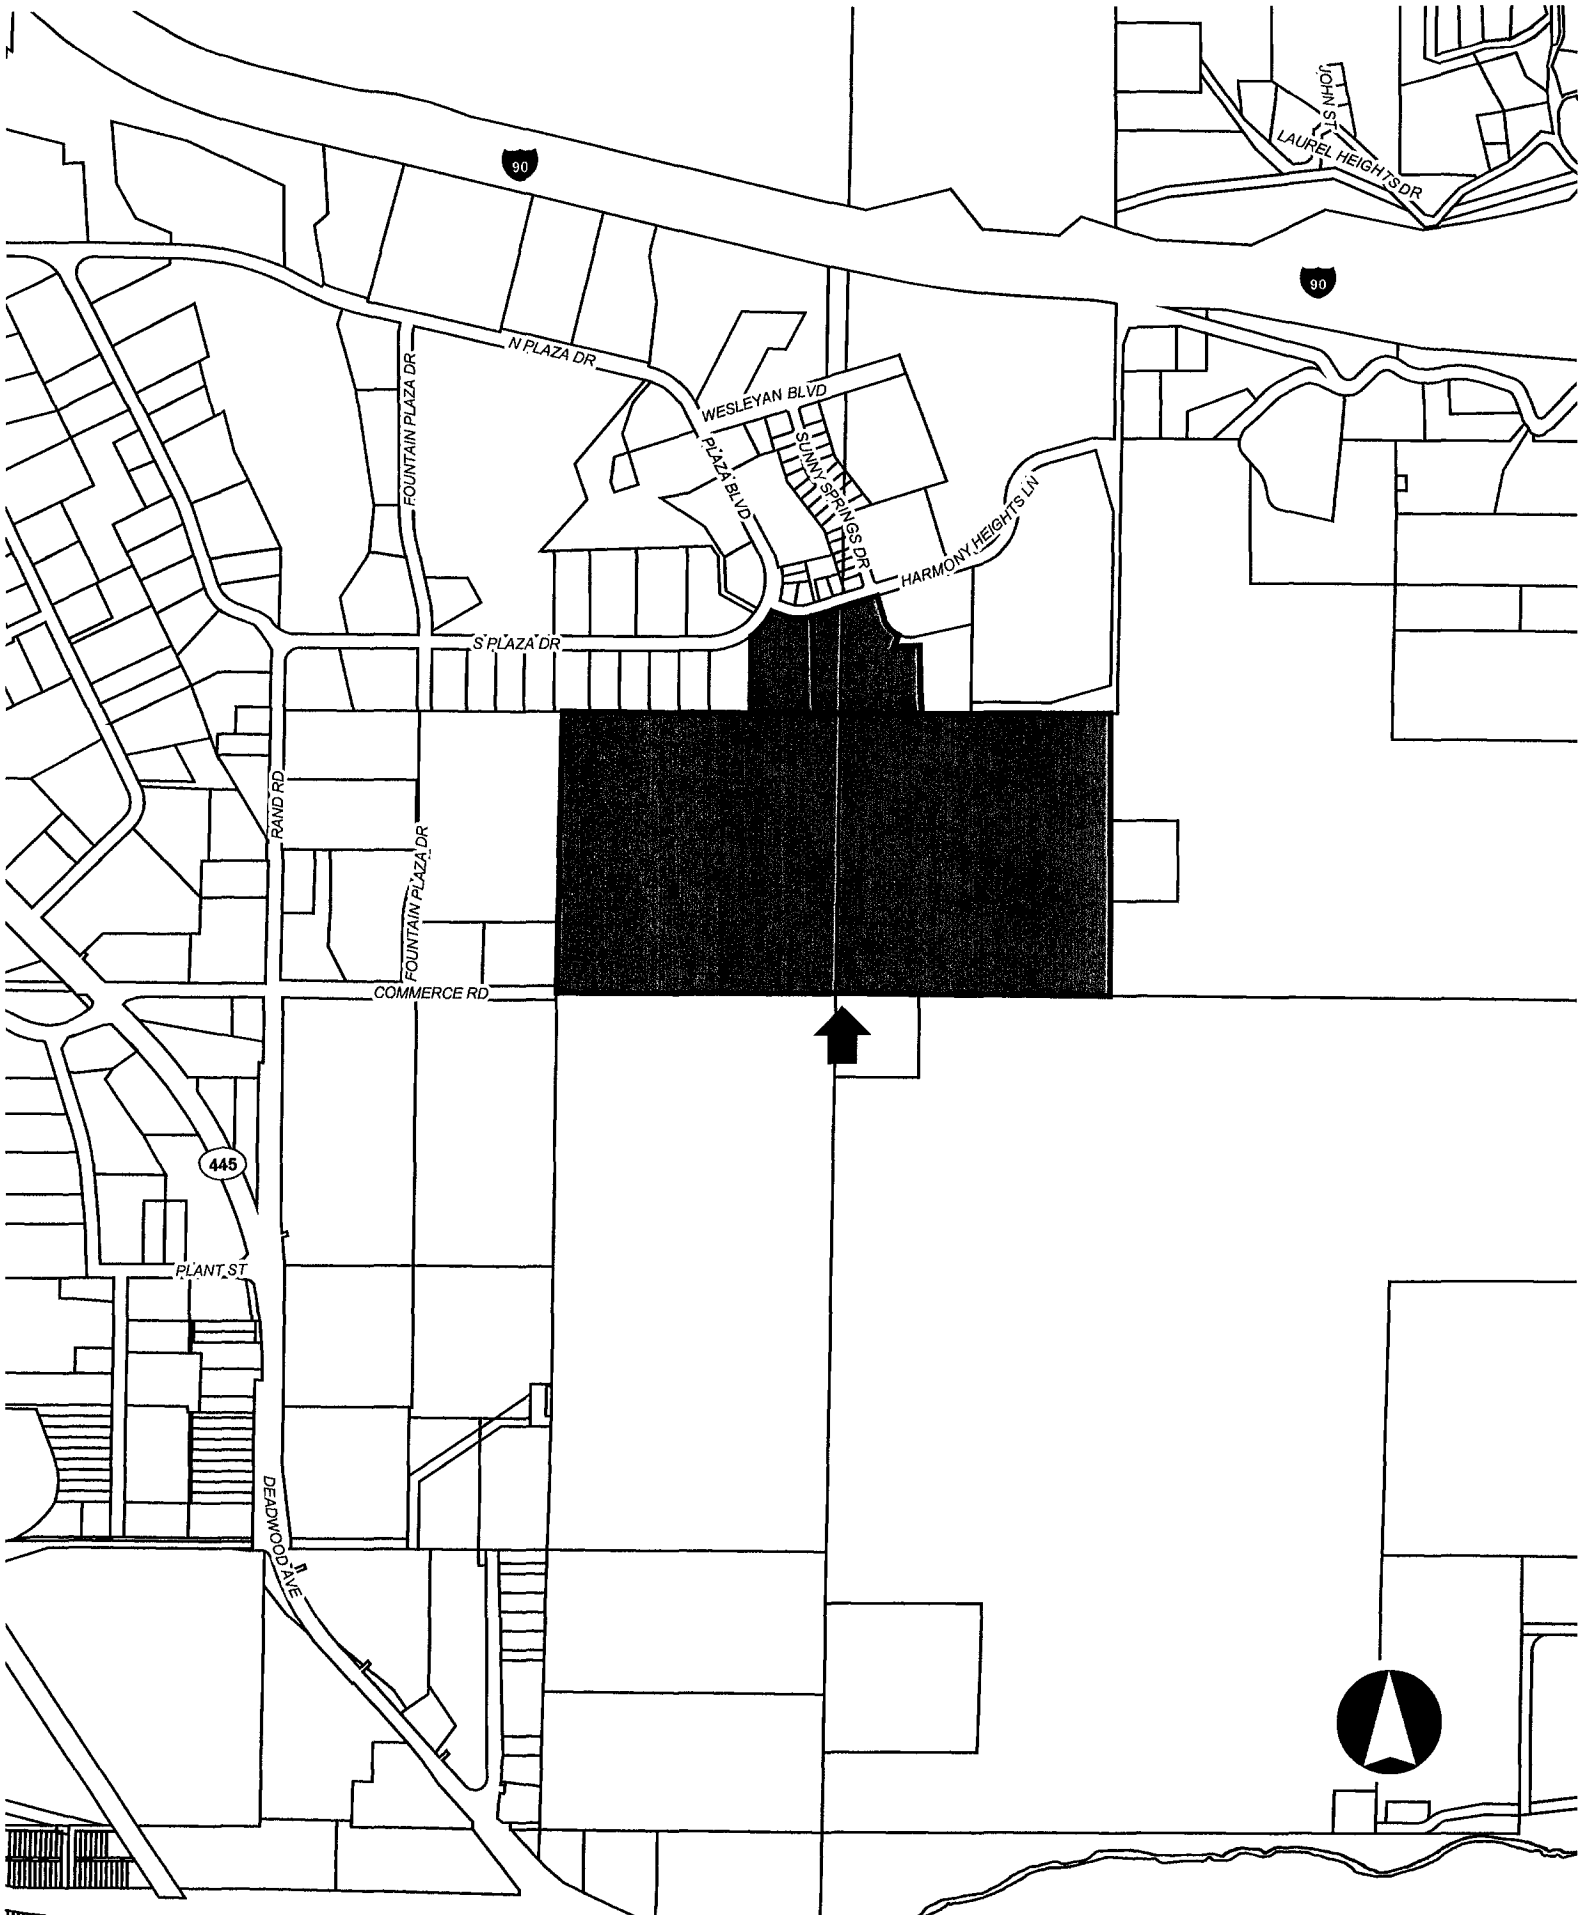 JOHN ST
LAUREL HEIGHTS DR
90
90
N PLAZA DR
FOUNTAIN PLAZA DR
WESLEYAN BLVD
PLAZA BLVD
SUNNY SPRINGS DR
HARMONY HEIGHTS LN
S PLAZA DR
RAND RD
FOUNTAIN PLAZA DR
COMMERCE RD
445
PLANT ST
DEADWOOD AVE